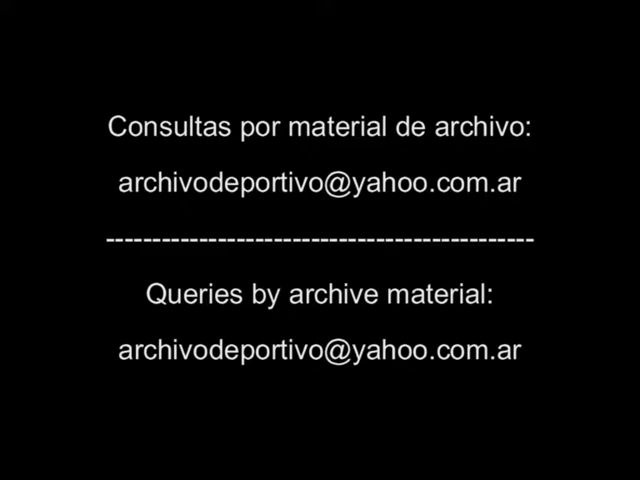 Consultas por material de archivo:
archivodeportivo@yahoo.com.ar
-----------------------------------------------
Queries by archive material:
archivodeportivo@yahoo.com.ar